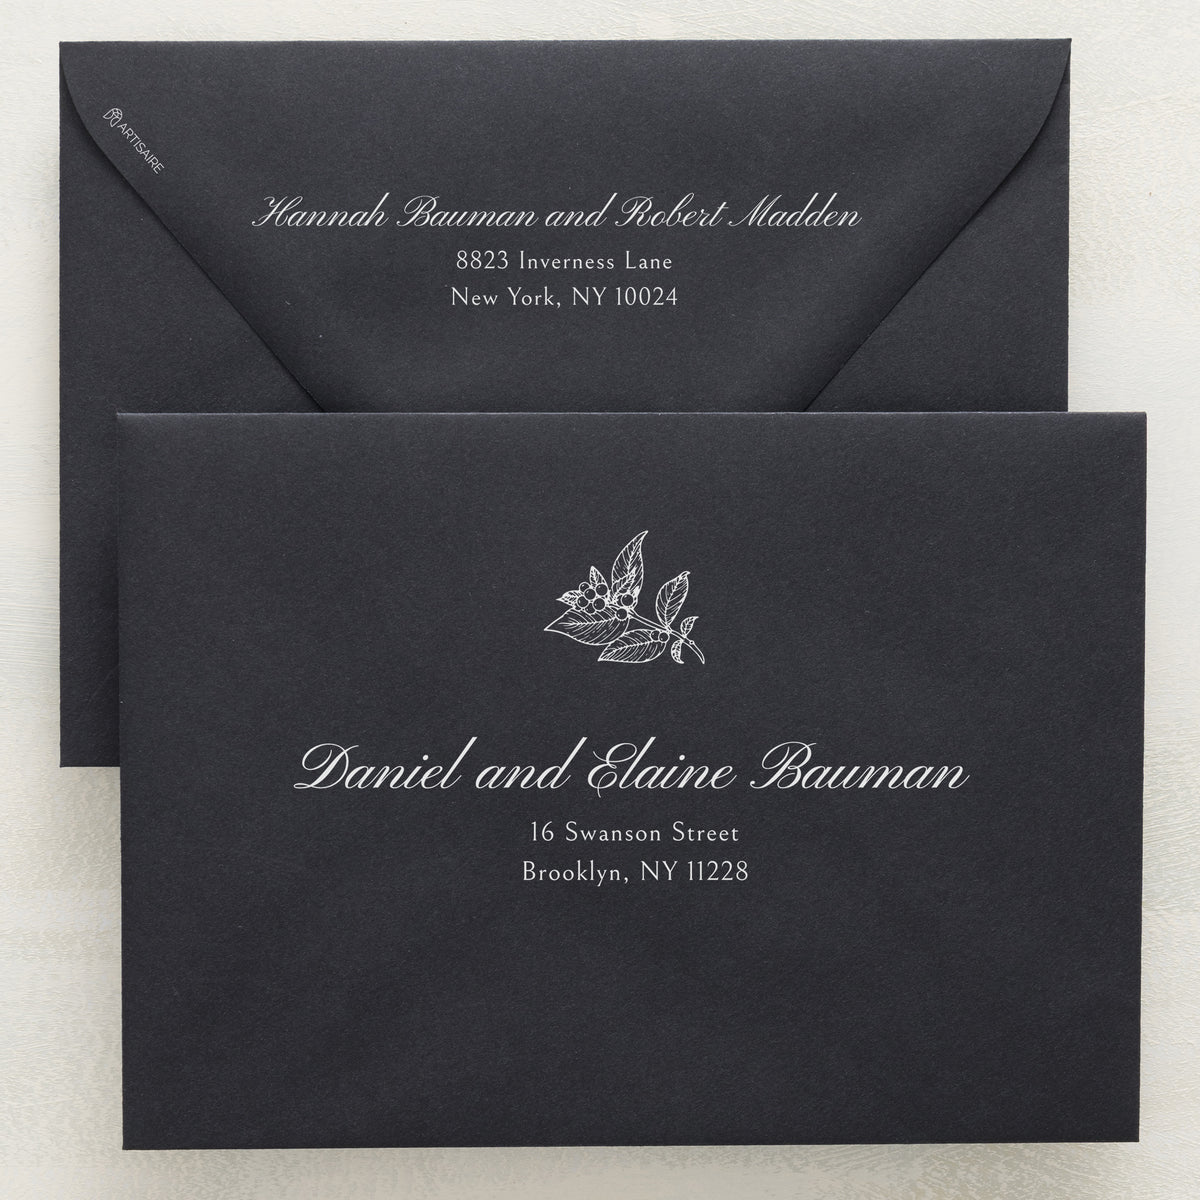 ARTISAIRE
Hannah Bauman and Robert Madden
8823 Inverness Lane
New York, NY 10024
Daniel and Elaine Bauman
16 Swanson Street
Brooklyn, NY 11228